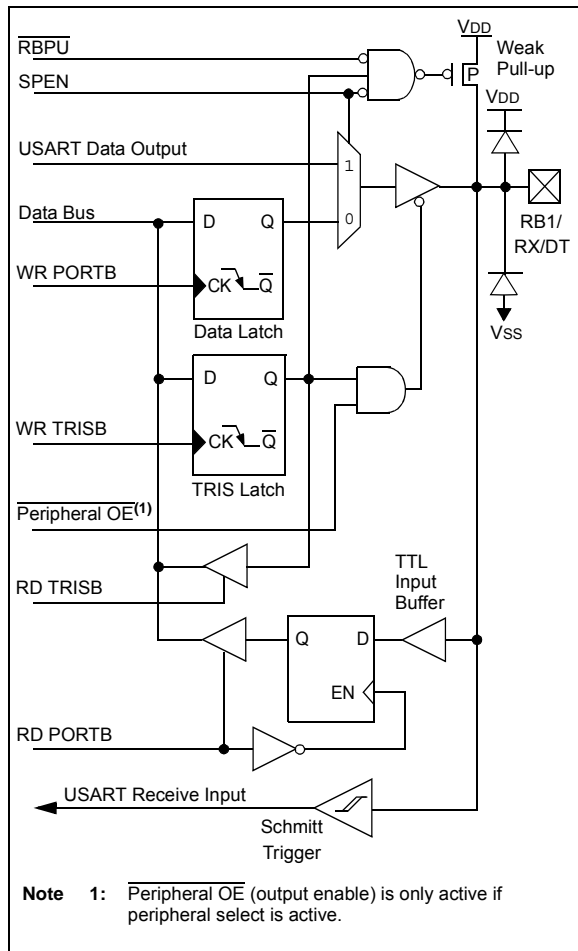 RBPU
SPEN
VDD
Weak
Pull-up
P
VDD
USART Data Output
1
0
Data Bus
D Q
RB1/
RX/DT
WR PORTB
CK Q
Data Latch
VSS
D Q
WR TRISB
CK Q
TRIS Latch
Peripheral OE(1)
RD TRISB
TTL
Input
Buffer
Q D
EN
RD PORTB
USART Receive Input
Schmitt
Trigger
Note 1: Peripheral OE (output enable) is only active if
peripheral select is active.